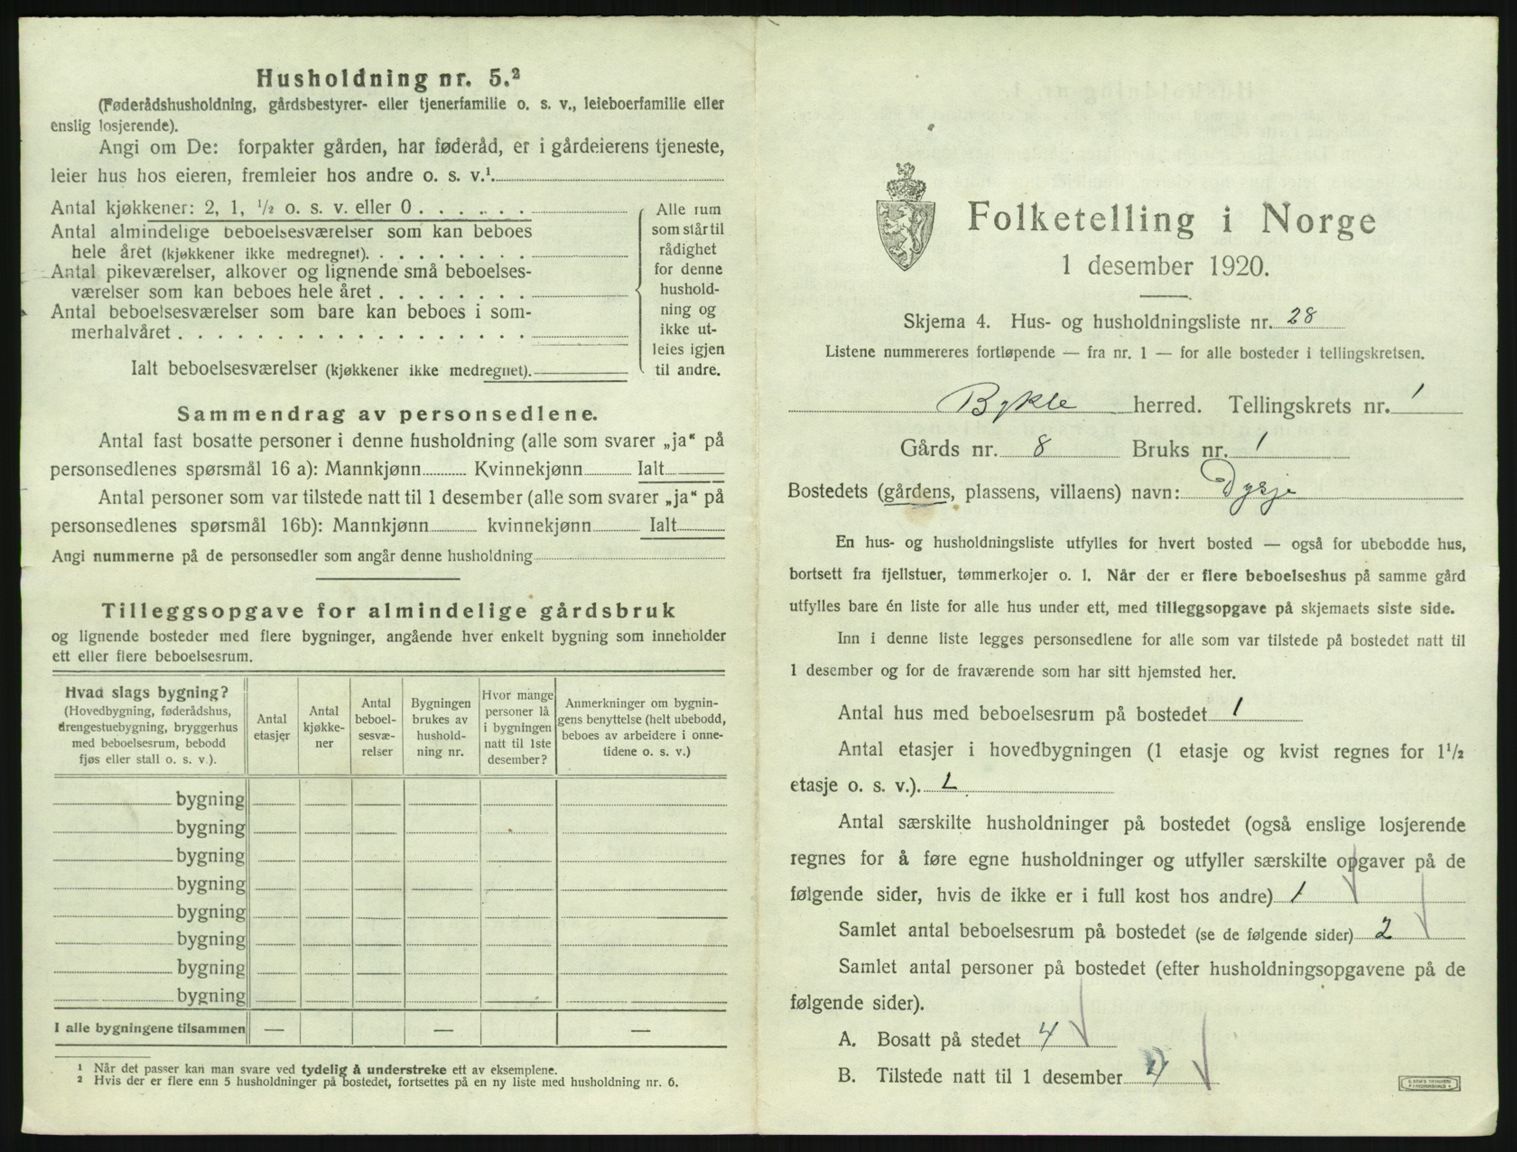 Husholdning nr. 5.²
(Føderådshusholdning, gårdsbestyrer- eller tjenerfamilie o. s. v., leieboerfamilie eller
enslig losjerende).
Angi om De: forpakter gården, har føderåd, er i gårdeierens tjeneste,
leier hus hos eieren, fremleier hos andre o. s. v.¹
Antal kjøkkener: 2, 1, ½ o. s. v. eller 0 . . . . . .
Antal almindelige beboelsesværelser som kan beboes
hele året (kjøkkener ikke medregnet). . . . . . . . .
Antal pikeværelser, alkover og lignende små beboelses-
værelser som kan beboes hele året . . . . . . . .
Antal beboelsesværelser som bare kan beboes i som-
merhalvåret . . . . . . . . . . . . . . . . . .
Ialt beboelsesværelser (kjøkkener ikke medregnet).
Alle rum
som står til
rådighet
for denne
hushold-
ning og
ikke ut-
leies igjen
til andre.
Sammendrag av personsedlene.
Antal fast bosatte personer i denne husholdning (alle som svarer „ja“ på
personsedlenes spørsmål 16 a): Mannkjønn Kvinnekjønn Ialt
Antal personer som var tilstede natt til 1 desember (alle som svarer „ja“ på
personsedlenes spørsmål 16b): Mannkjønn kvinnekjønn Ialt
Angi nummerne på de personsedler som angår denne husholdning
Tilleggsopgave for almindelige gårdsbruk
og lignende bosteder med flere bygninger, angående hver enkelt bygning som inneholder
ett eller flere beboelsesrum.
Hvad slags bygning?
(Hovedbygning, føderådshus,
drengestuebygning, bryggerhus
med beboelsesrum, bebodd
fjøs eller stall o. s. v.).
Antal
etasjer
Antal
kjøkke-
ner
Antal
beboel-
sesvæ-
relser
Bygningen
brukes av
hushold-
ning nr.
Hvor mange
personer lå
i bygningen
natt til 1ste
desember?
Anmerkninger om bygnin-
gens benyttelse (helt ubebodd,
beboes av arbeidere i onne-
tidene o. s. v.)
bygning
bygning
bygning
bygning
bygning
bygning
bygning
bygning
I alle bygningene tilsammen — — —
¹ Når det passer kan man svare ved tydelig å understreke ett av eksemplene.
² Hvis der er flere enn 5 husholdninger på bostedet, fortsettes på en ny liste med husholdning nr. 6.
Folketelling i Norge
1 desember 1920.
Skjema 4. Hus- og husholdningsliste nr. 28
Listene nummereres fortløpende — fra nr. 1 — for alle bosteder i tellingskretsen.
Bykle herred. Tellingskrets nr. 1
Gårds nr. 8 Bruks nr. 1
Bostedets (gårdens, plassens, villaens) navn: Dysje
En hus- og husholdningsliste utfylles for hvert bosted — også for ubebodde hus,
bortsett fra fjellstuer, tømmerkojer o. l. Når der er flere beboelseshus på samme gård
utfylles bare én liste for alle hus under ett, med tilleggsopgave på skjemaets siste side.
Inn i denne liste legges personsedlene for alle som var tilstede på bostedet natt til
1 desember og for de fraværende som har sitt hjemsted her.
Antal hus med beboelsesrum på bostedet 1
Antal etasjer i hovedbygningen (1 etasje og kvist regnes for 1½
etasje o. s. v.). 1
Antal særskilte husholdninger på bostedet (også enslige losjerende
regnes for å føre egne husholdninger og utfyller særskilte opgaver på de
følgende sider, hvis de ikke er i full kost hos andre) 1
Samlet antal beboelsesrum på bostedet (se de følgende sider) 2
Samlet antal personer på bostedet (efter husholdningsopgavene på de
følgende sider).
A. Bosatt på stedet 4
B. Tilstede natt til 1 desember